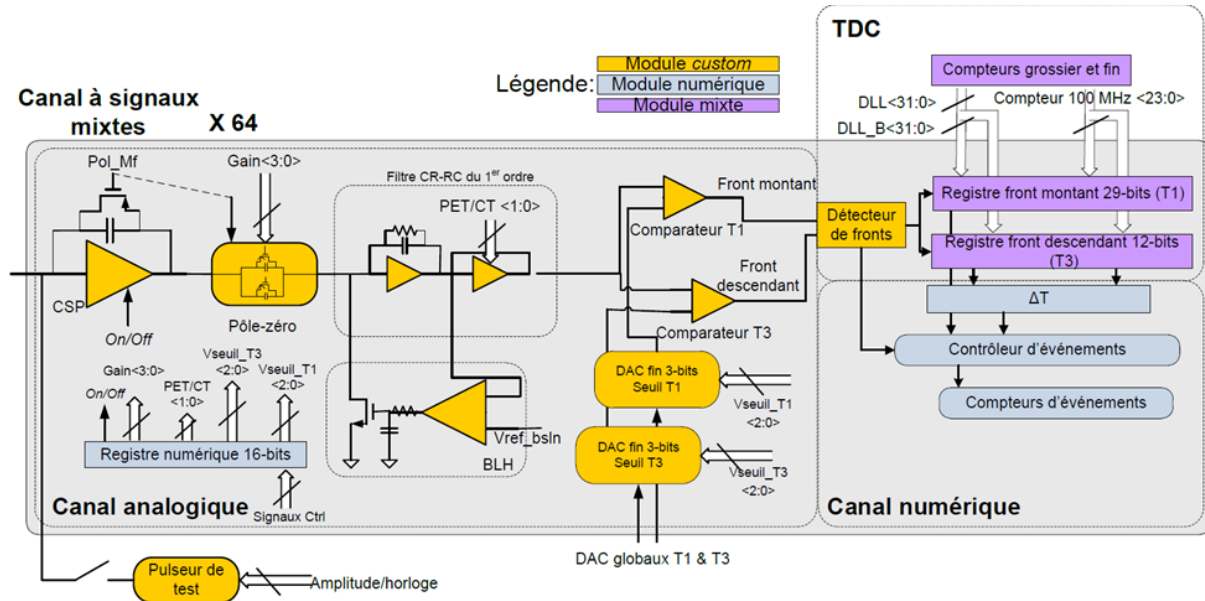 TDC
Légende:
Module custom
Module numérique
Module mixte
Compteurs grossier et fin
DLL<31:0>
DLL_B<31:0>
Compteur 100 MHz <23:0>
Canal à signaux
mixtes
X 64
Pol_Mf
Gain<3:0>
Filtre CR-RC du 1er ordre
PET/CT <1:0>
Front montant
Comparateur T1
Front
descendant
Comparateur T3
Détecteur
de fronts
Registre front montant 29-bits (T1)
Registre front descendant 12-bits
(T3)
ΔT
Contrôleur d'événements
Compteurs d'événements
CSP
On/Off
Pôle-zéro
On/Off
Gain<3:0>
PET/CT
<1:0>
Vseuil_T3
<2:0>
Vseuil_T1
<2:0>
Registre numérique 16-bits
Signaux Ctrl
Vref_bsln
BLH
DAC fin 3-bits
Seuil T1
Vseuil_T1
<2:0>
DAC fin 3-bits
Seuil T3
Vseuil_T3
<2:0>
Canal analogique
Canal numérique
DAC globaux T1 & T3
Pulseur de
test
Amplitude/horloge